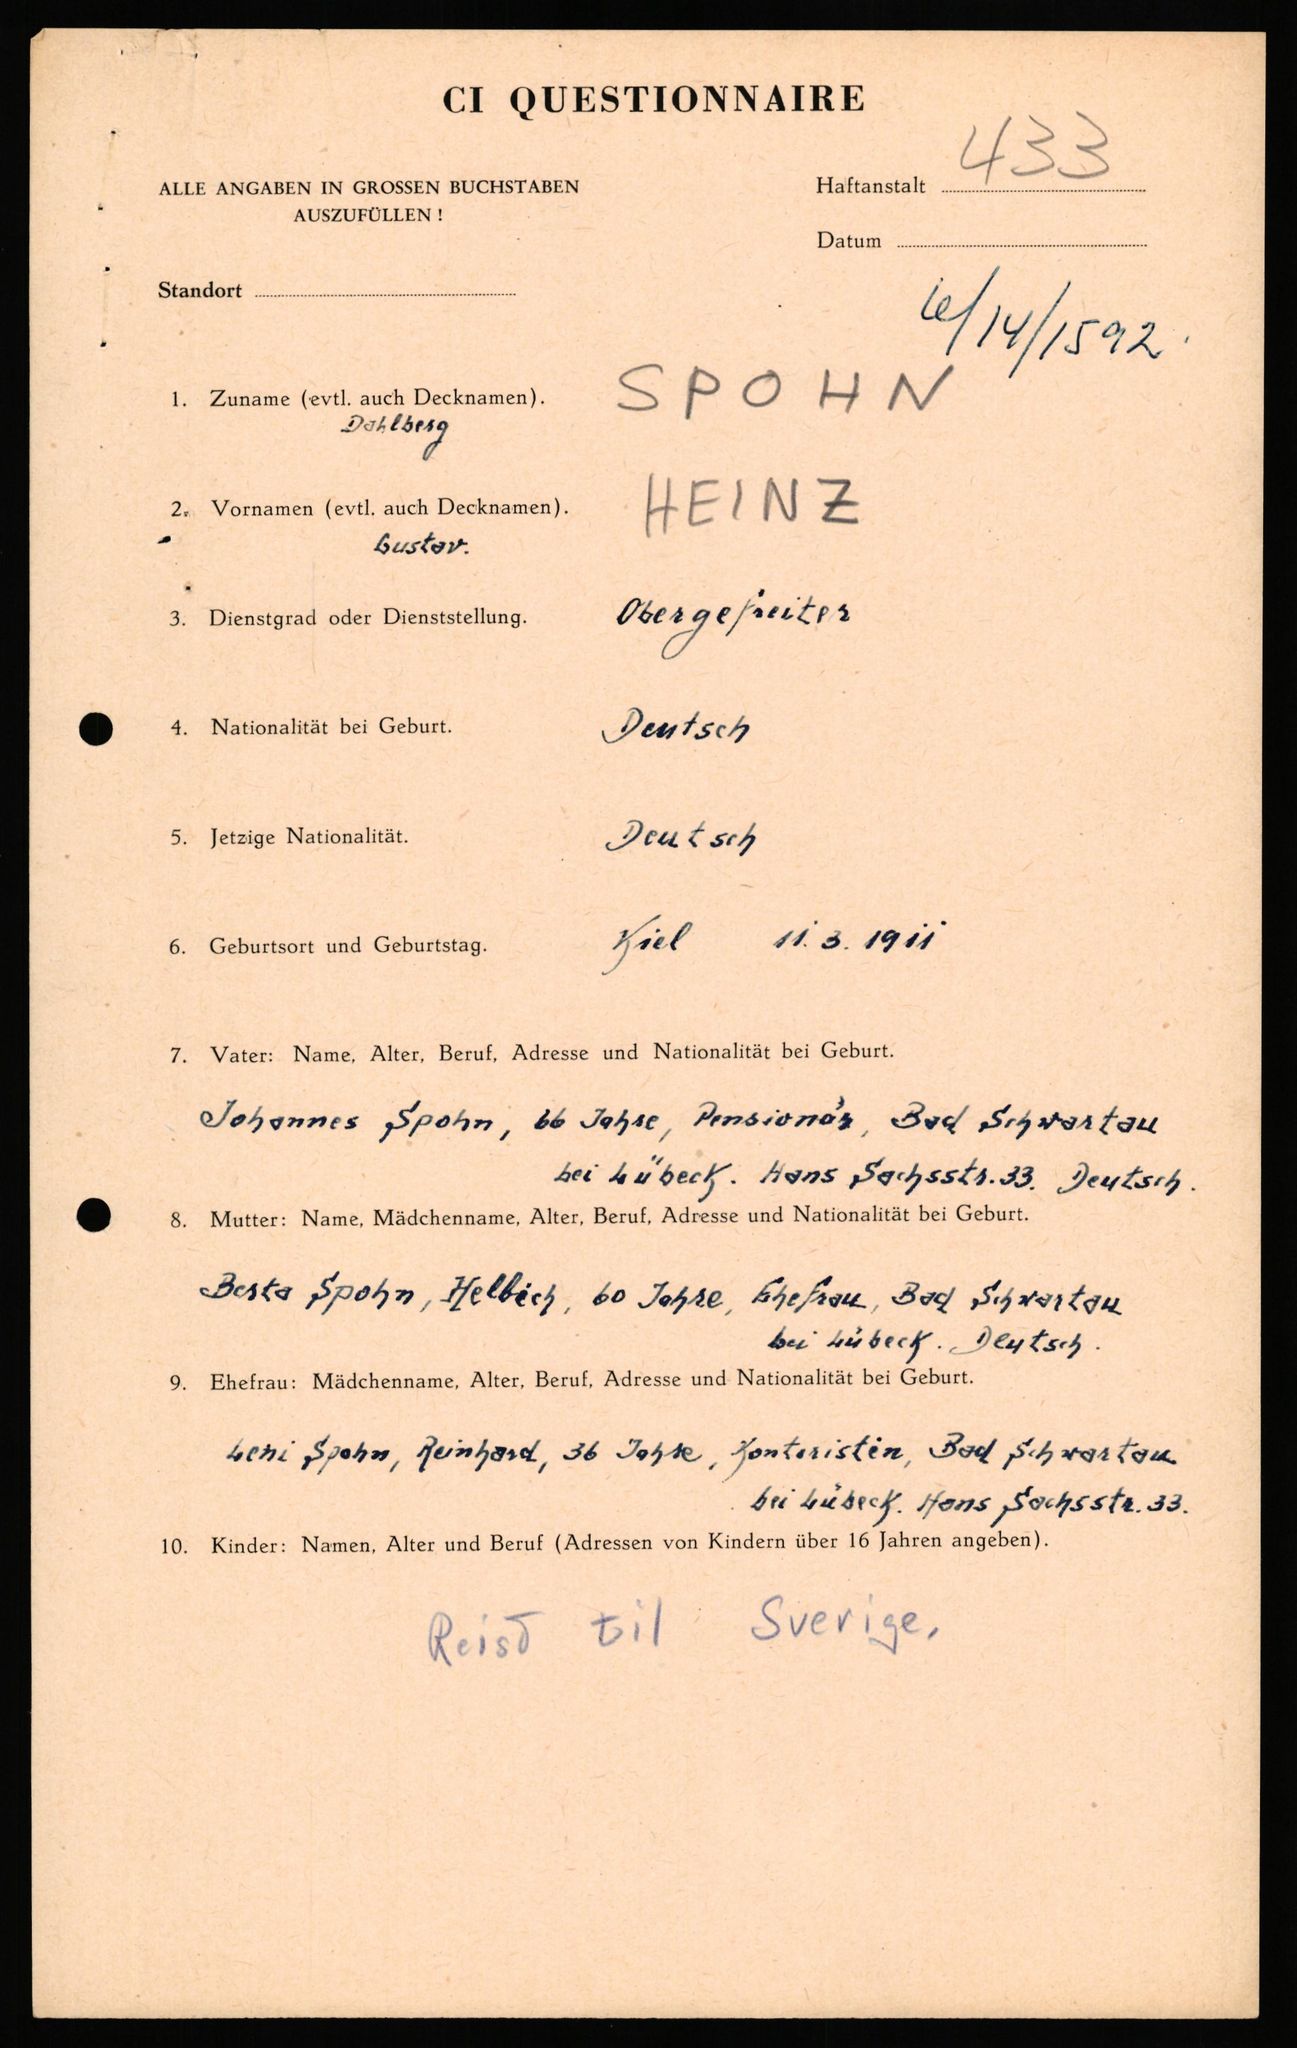 CI QUESTIONNAIRE
433
ALLE ANGABEN IN GROSSEN BUCHSTABEN
AUSZUFÜLLEN !
Haftanstalt
Datum
Standort
/14/1592.
1. Zuname (evtl. auch Decknamen). SPOHN
Dahlberg
2. Vornamen (evtl. auch Decknamen). HEINZ
Gustav.
3. Dienstgrad oder Dienststellung. Obergefreiter
4. Nationalität bei Geburt. Deutsch
5. Jetzige Nationalität. Deutsch
6. Geburtsort und Geburtstag. Kiel 11. 3. 1911
7. Vater: Name, Alter, Beruf, Adresse und Nationalität bei Geburt.
Johannes Spohn, 66 Jahre, Pensionär, Bad Schwartau
bei Lübeck. Hans Sachsstr. 33. Deutsch.
8. Mutter: Name, Mädchenname, Alter, Beruf, Adresse und Nationalität bei Geburt.
Berta Spohn, Helbich, 60 Jahre, Ehefrau, Bad Schwartau
bei Lübeck. Deutsch.
9. Ehefrau: Mädchenname, Alter, Beruf, Adresse und Nationalität bei Geburt.
Leni Spohn, Reinhard, 36 Jahre, Kontoristin, Bad Schwartau
bei Lübeck. Hans Sachsstr. 33.
10. Kinder: Namen, Alter und Beruf (Adressen von Kindern über 16 Jahren angeben).
Reist til Sverige.